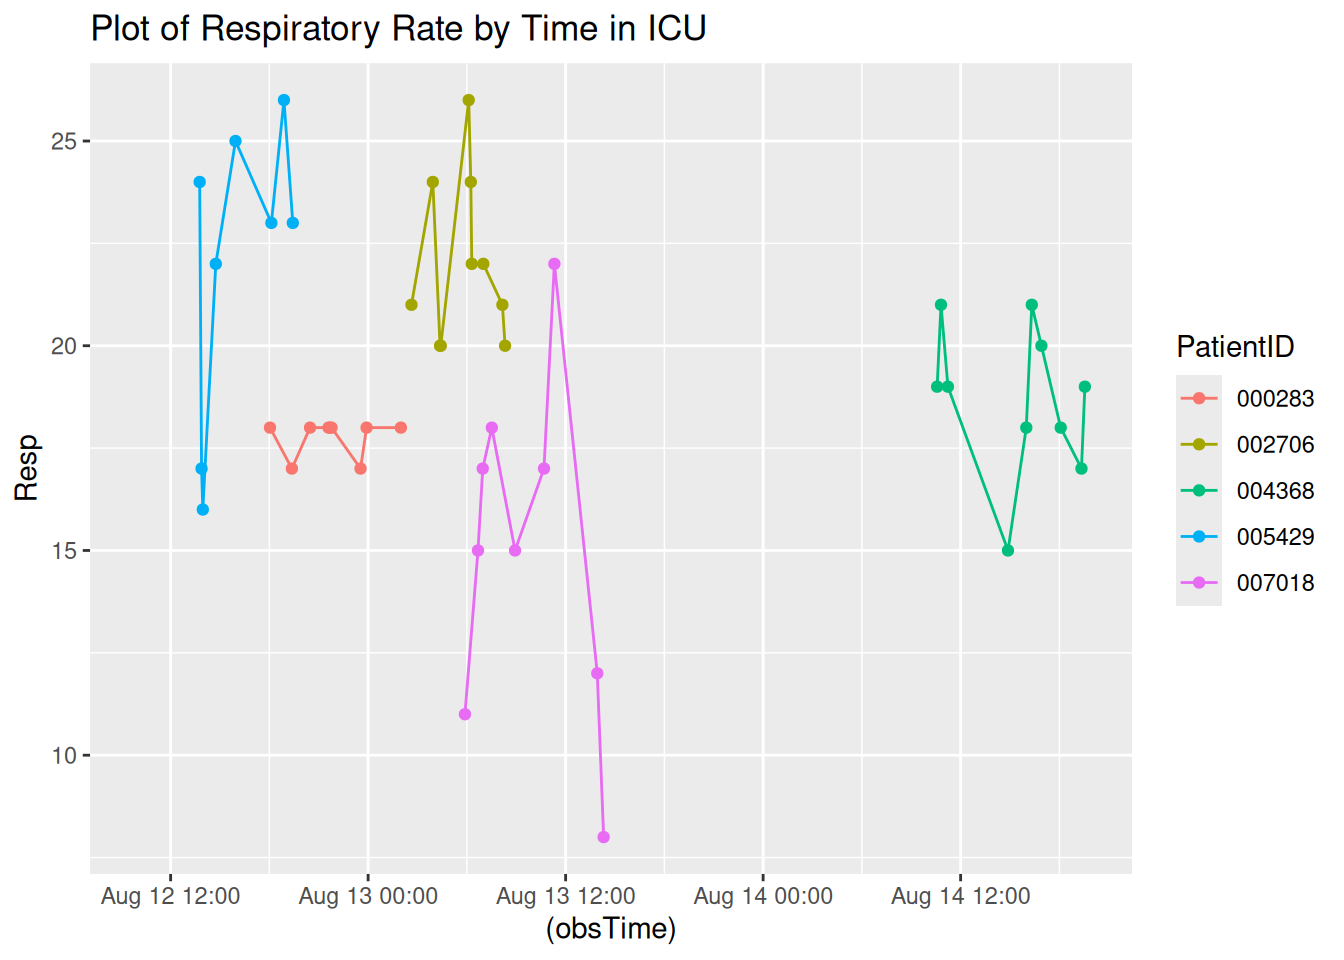 Plot of Respiratory Rate by Time in ICU
25
20
15
10
Resp
Aug 12 12:00 Aug 13 00:00 Aug 13 12:00 Aug 14 00:00 Aug 14 12:00
(obsTime)
PatientID
000283
002706
004368
005429
007018